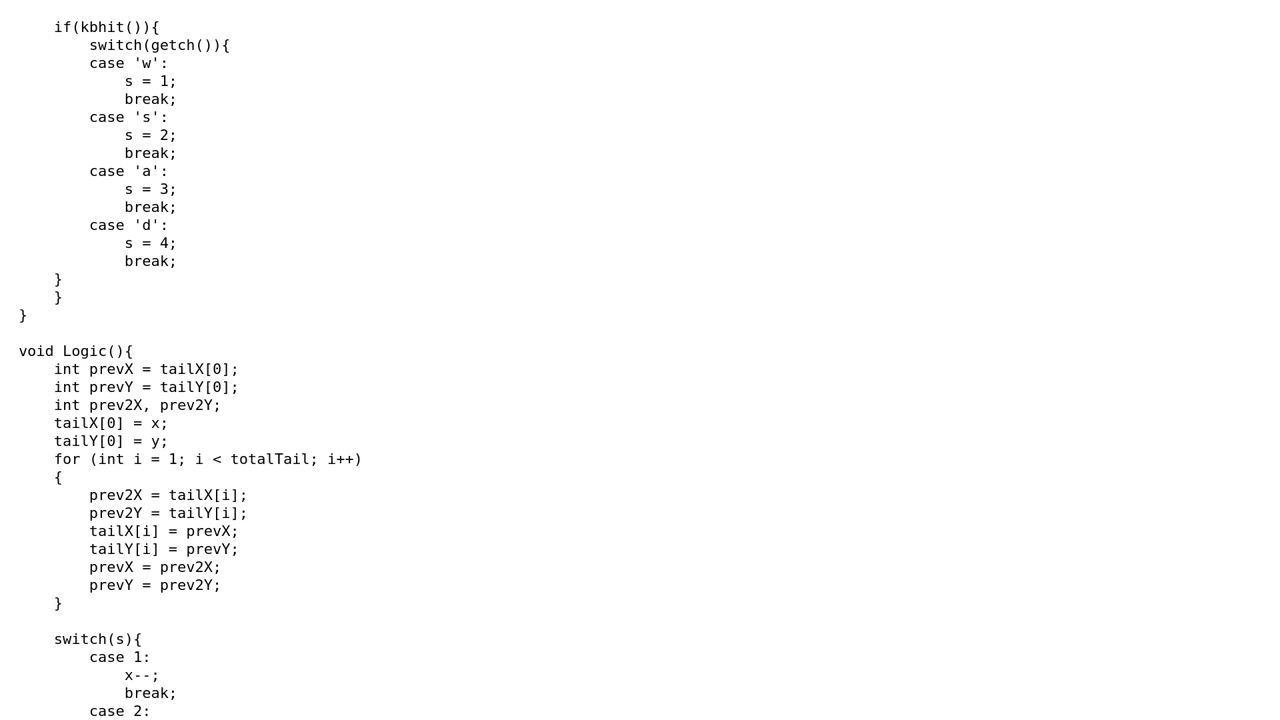 if(kbhit()){
        switch(getch()){
        case 'w':
            s = 1;
            break;
        case 's':
            s = 2;
            break;
        case 'a':
            s = 3;
            break;
        case 'd':
            s = 4;
            break;
    }
    }
}

void Logic(){
    int prevX = tailX[0];
    int prevY = tailY[0];
    int prev2X, prev2Y;
    tailX[0] = x;
    tailY[0] = y;
    for (int i = 1; i < totalTail; i++)
    {
        prev2X = tailX[i];
        prev2Y = tailY[i];
        tailX[i] = prevX;
        tailY[i] = prevY;
        prevX = prev2X;
        prevY = prev2Y;
    }

    switch(s){
        case 1:
            x--;
            break;
        case 2: